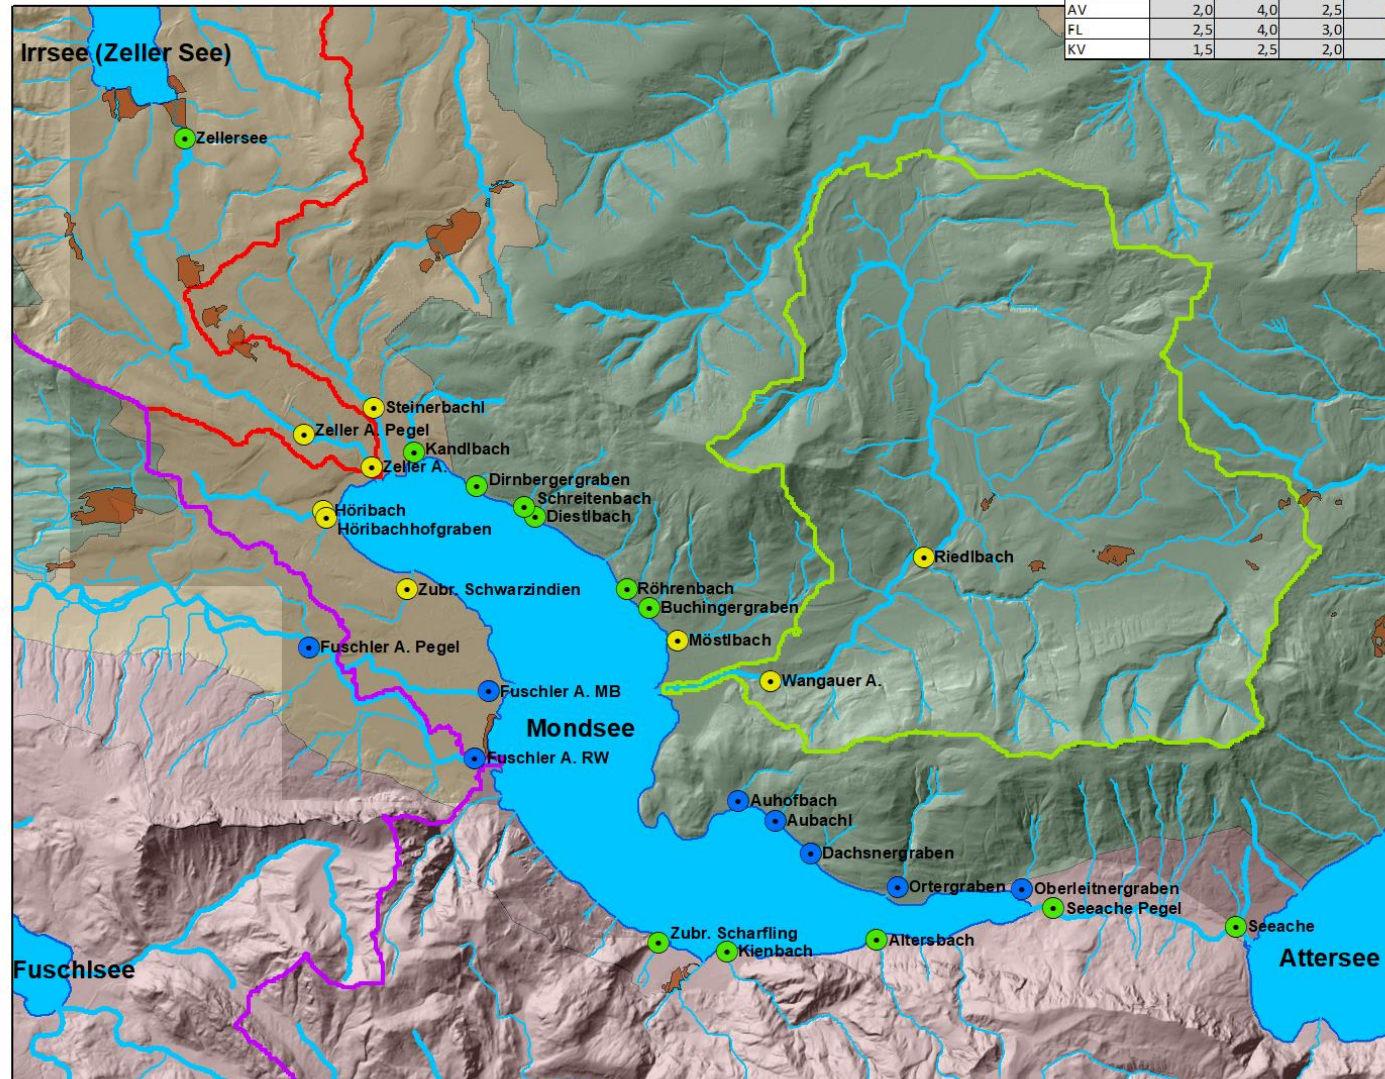 AV 2,0 4,0 2,5
FL 2,5 4,0 3,0
KV 1,5 2,5 2,0
Irrsee (Zeller See)
Zellersee
Steinerbachl
Zeller A. Pegel
Kandlbach
Zeller A.
Dirnbergergraben
Schreitenbach
Höribach
Diestlbach
Höribachhofgraben
Riedlbach
Zubr. Schwarzindien
Röhrenbach
Buchingergraben
Möstlbach
Fuschler A. Pegel
Wangauer A.
Fuschler A. MB
Mondsee
Fuschler A. RW
Auhofbach
Aubachl
Dachsnergraben
Ortergraben
Oberleitnergraben
Seeache Pegel
Seeache
Zubr. Scharfling
Altersbach
Kienbach
Attersee
Fuschlsee